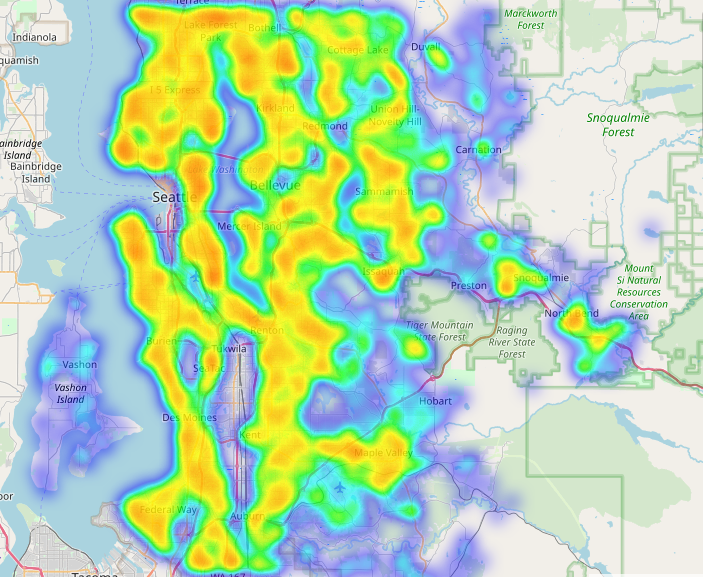 Terrace
Marckworth
Forest
Lake Forest
Park
Bothell
Indianola
Cottage Lake
Duvall
quamish
I 5 Express
Kirkland
Union Hill-
Novelty Hill
Redmond
Snoqualmie
Forest
ainbridge
Island
Bainbridge
Island
Carnation
Lake Washington
Bellevue
Sammamish
Seattle
Mercer Island
Issaquah
Preston
Snoqualmie
Mount
Si Natural
Resources
Conservation
Area
North Bend
Tiger Mountain
State Forest
Raging
River State
Forest
Renton
Burien
Tukwila
SeaTac
Vashon
Vashon
Island
Hobart
Des Moines
Kent
Maple Valley
Federal Way
Auburn
oor
Tacoma
WA 167